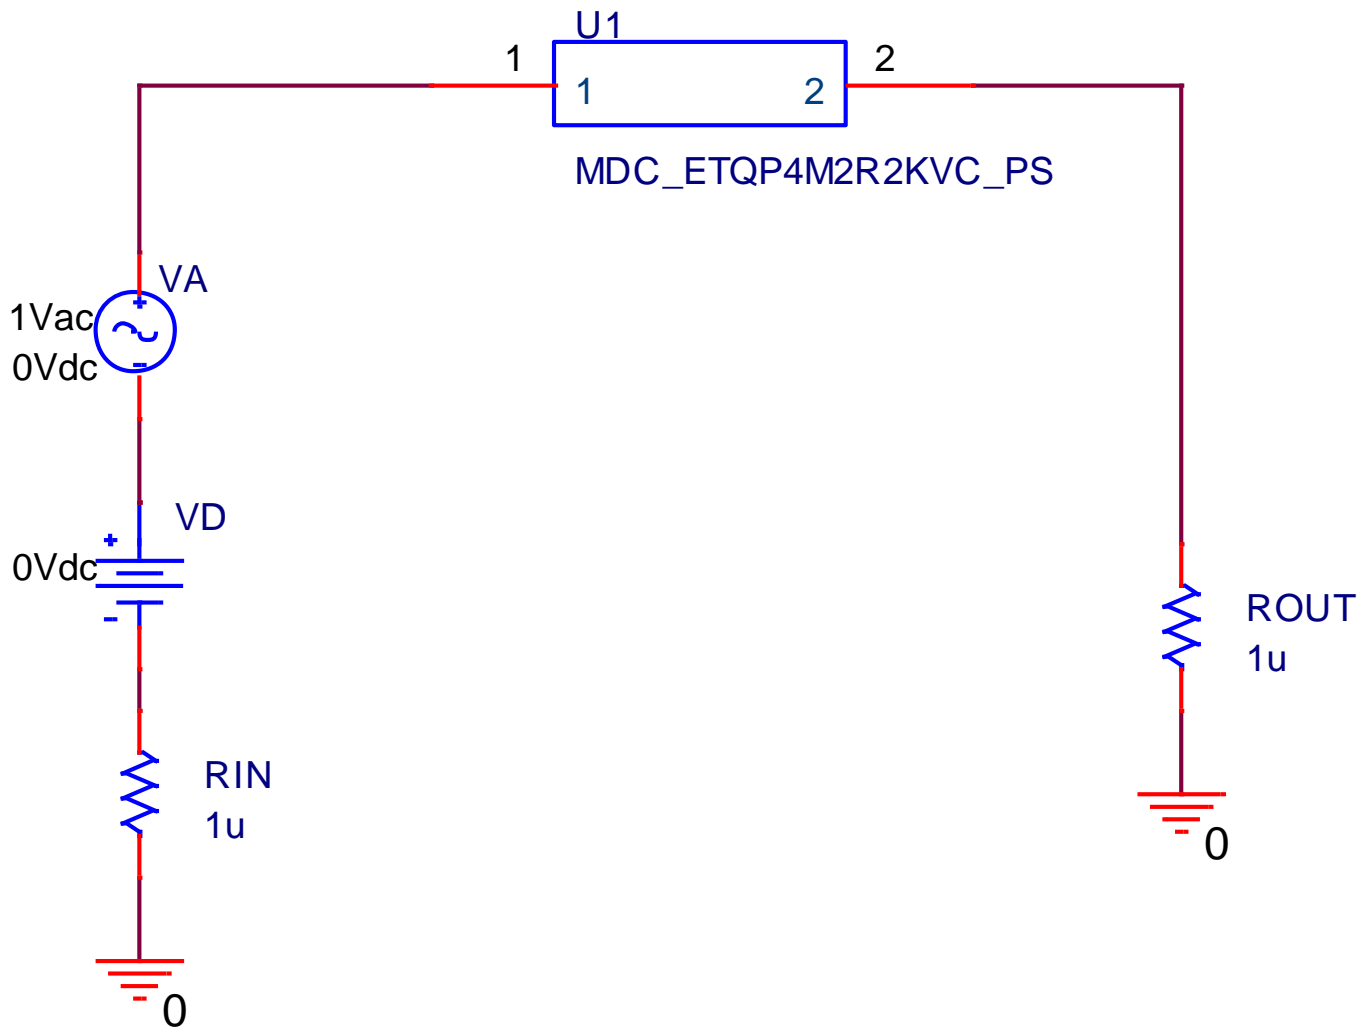 U1
1
2
1
2
MDC_ETQP4M2R2KVC_PS
VA
1Vac
0Vdc
VD
0Vdc
ROUT
1u
RIN
1u
0
0